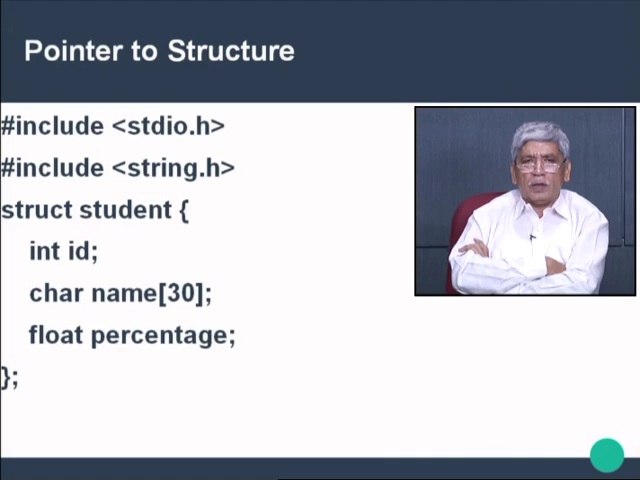 Pointer to Structure
#include <stdio.h>
#include <string.h>
struct student {
int id;
char name[30];
float percentage;
};